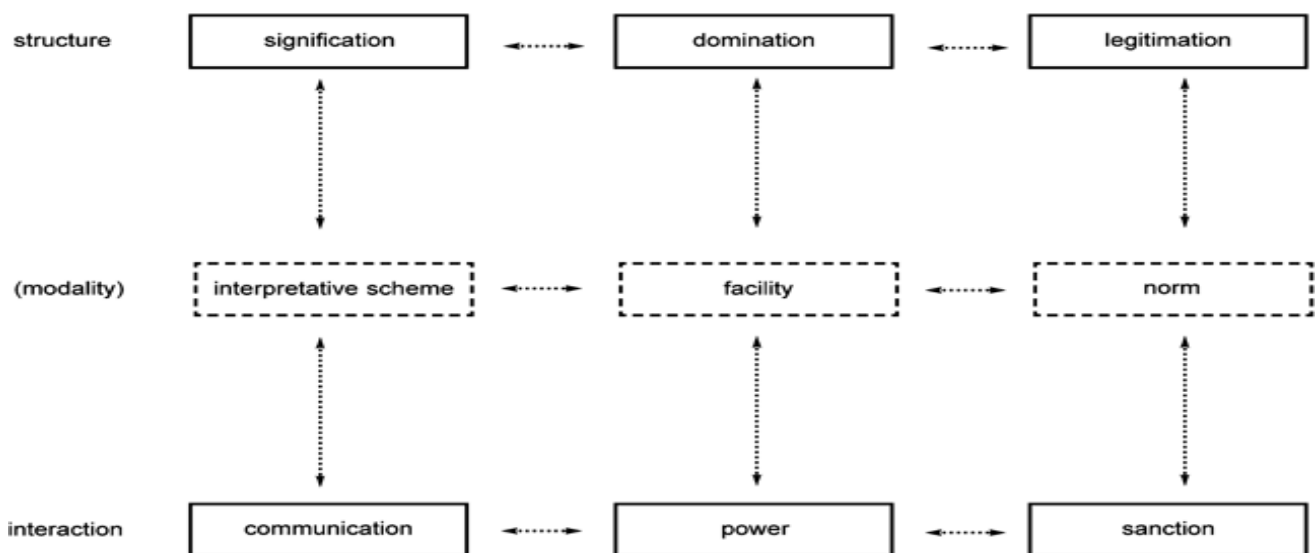 structure signification domination legitimation
(modality) interpretative scheme facility norm
interaction communication power sanction